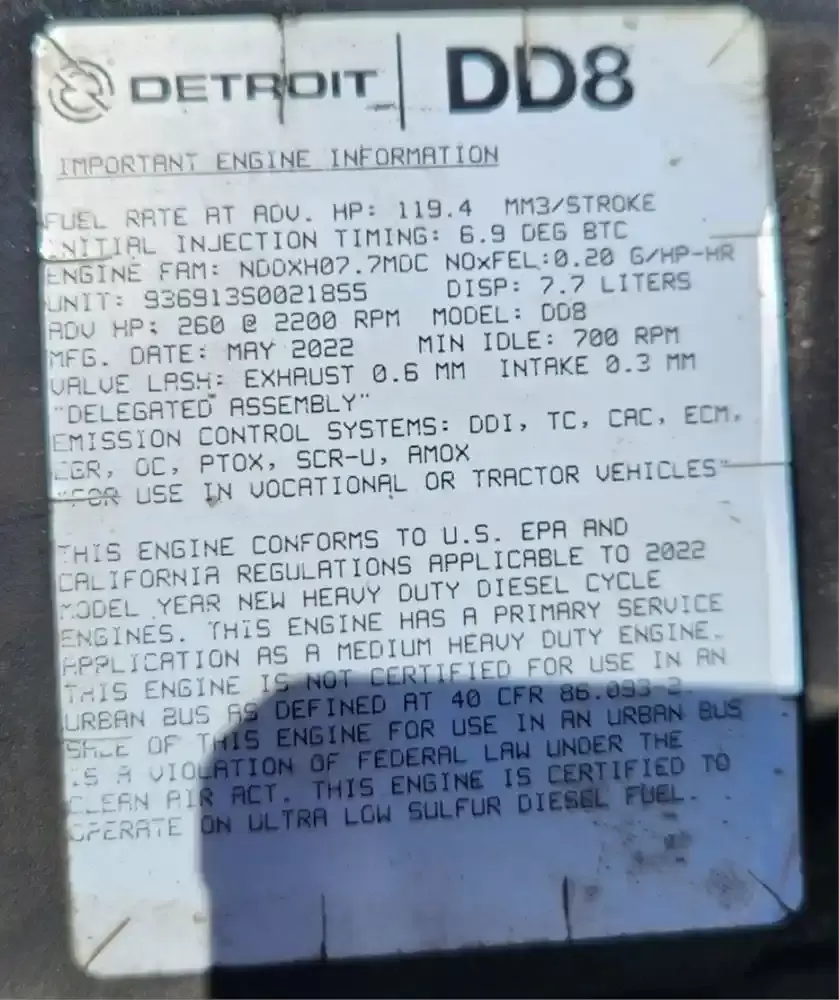 DETROIT DD8
IMPORTANT ENGINE INFORMATION
FUEL RATE AT ADV. HP: 119.4 MM3/STROKE
INITIAL INJECTION TIMING: 6.9 DEG BTC
ENGINE FAM: NDDXH07.7MDC NOxFEL:0.20 G/HP-HR
UNIT: 936913S0021855 DISP: 7.7 LITERS
ADV HP: 260 @ 2200 RPM MODEL: DD8
MFG. DATE: MAY 2022 MIN IDLE: 700 RPM
VALVE LASH: EXHAUST 0.6 MM INTAKE 0.3 MM
"DELEGATED ASSEMBLY"
EMISSION CONTROL SYSTEMS: DDI, TC, CAC, ECM,
EGR, OC, PTOX, SCR-U, AMOX
"FOR USE IN VOCATIONAL OR TRACTOR VEHICLES"
THIS ENGINE CONFORMS TO U.S. EPA AND
CALIFORNIA REGULATIONS APPLICABLE TO 2022
MODEL YEAR NEW HEAVY DUTY DIESEL CYCLE
ENGINES. THIS ENGINE HAS A PRIMARY SERVICE
APPLICATION AS A MEDIUM HEAVY DUTY ENGINE.
THIS ENGINE IS NOT CERTIFIED FOR USE IN AN
URBAN BUS AS DEFINED AT 40 CFR 86.093-2.
SALE OF THIS ENGINE FOR USE IN AN URBAN BUS
IS A VIOLATION OF FEDERAL LAW UNDER THE
CLEAN AIR ACT. THIS ENGINE IS CERTIFIED TO
OPERATE ON ULTRA LOW SULFUR DIESEL FUEL.